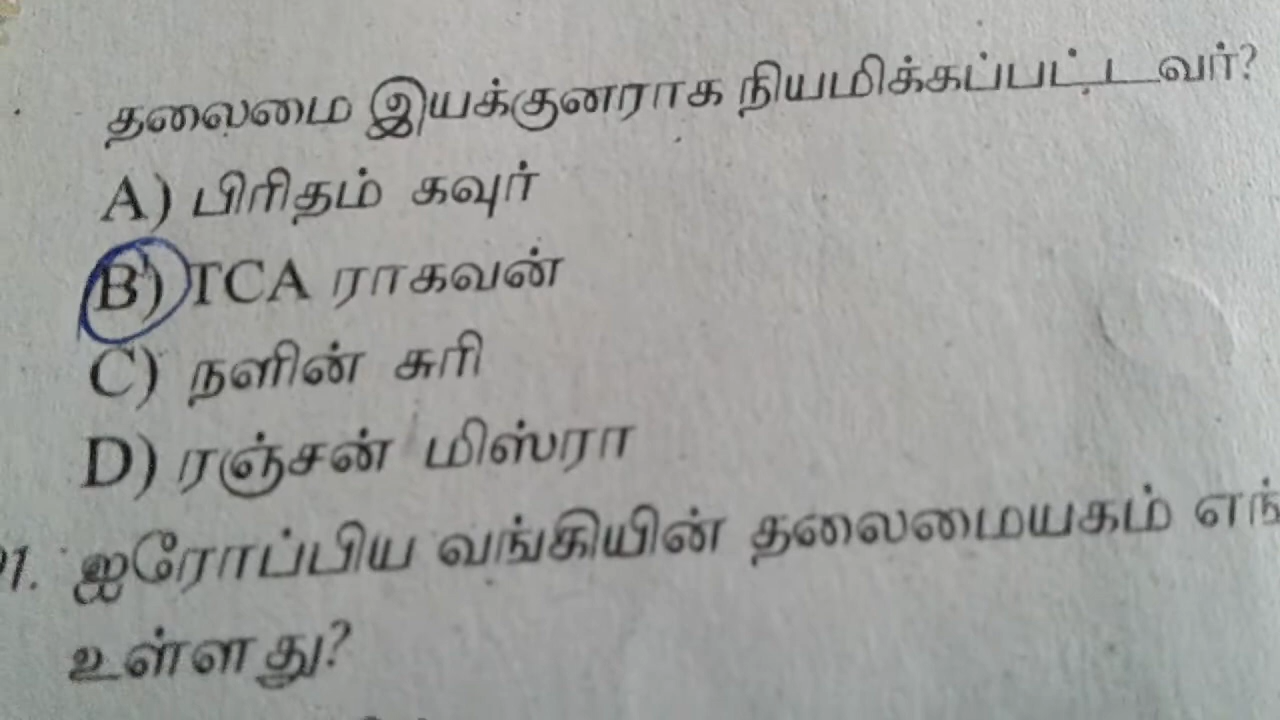 தலைமை இயக்குனராக நியமிக்கப்பட்டவர்?
A) பிரிதம் கவுர்
B) TCA ராகவன்
C) நளின் சுரி
D) ரஞ்சன் மிஸ்ரா
1. ஐரோப்பிய வங்கியின் தலைமையகம்
உள்ளது?